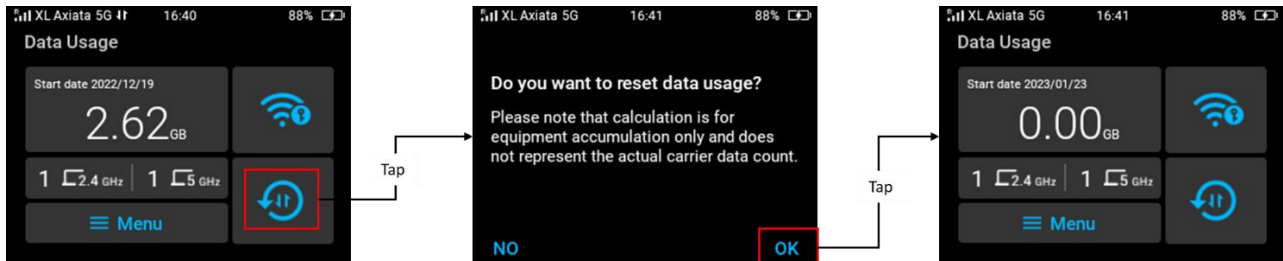 XL Axiata 5G 16:40 88%
Data Usage
Start date 2022/12/19
2.62 GB
1 2.4 GHz 1 5 GHz
Menu
Tap
XL Axiata 5G 16:41 88%
Do you want to reset data usage?
Please note that calculation is for
equipment accumulation only and does
not represent the actual carrier data count.
NO OK
Tap
XL Axiata 5G 16:41 88%
Data Usage
Start date 2023/01/23
0.00 GB
1 2.4 GHz 1 5 GHz
Menu